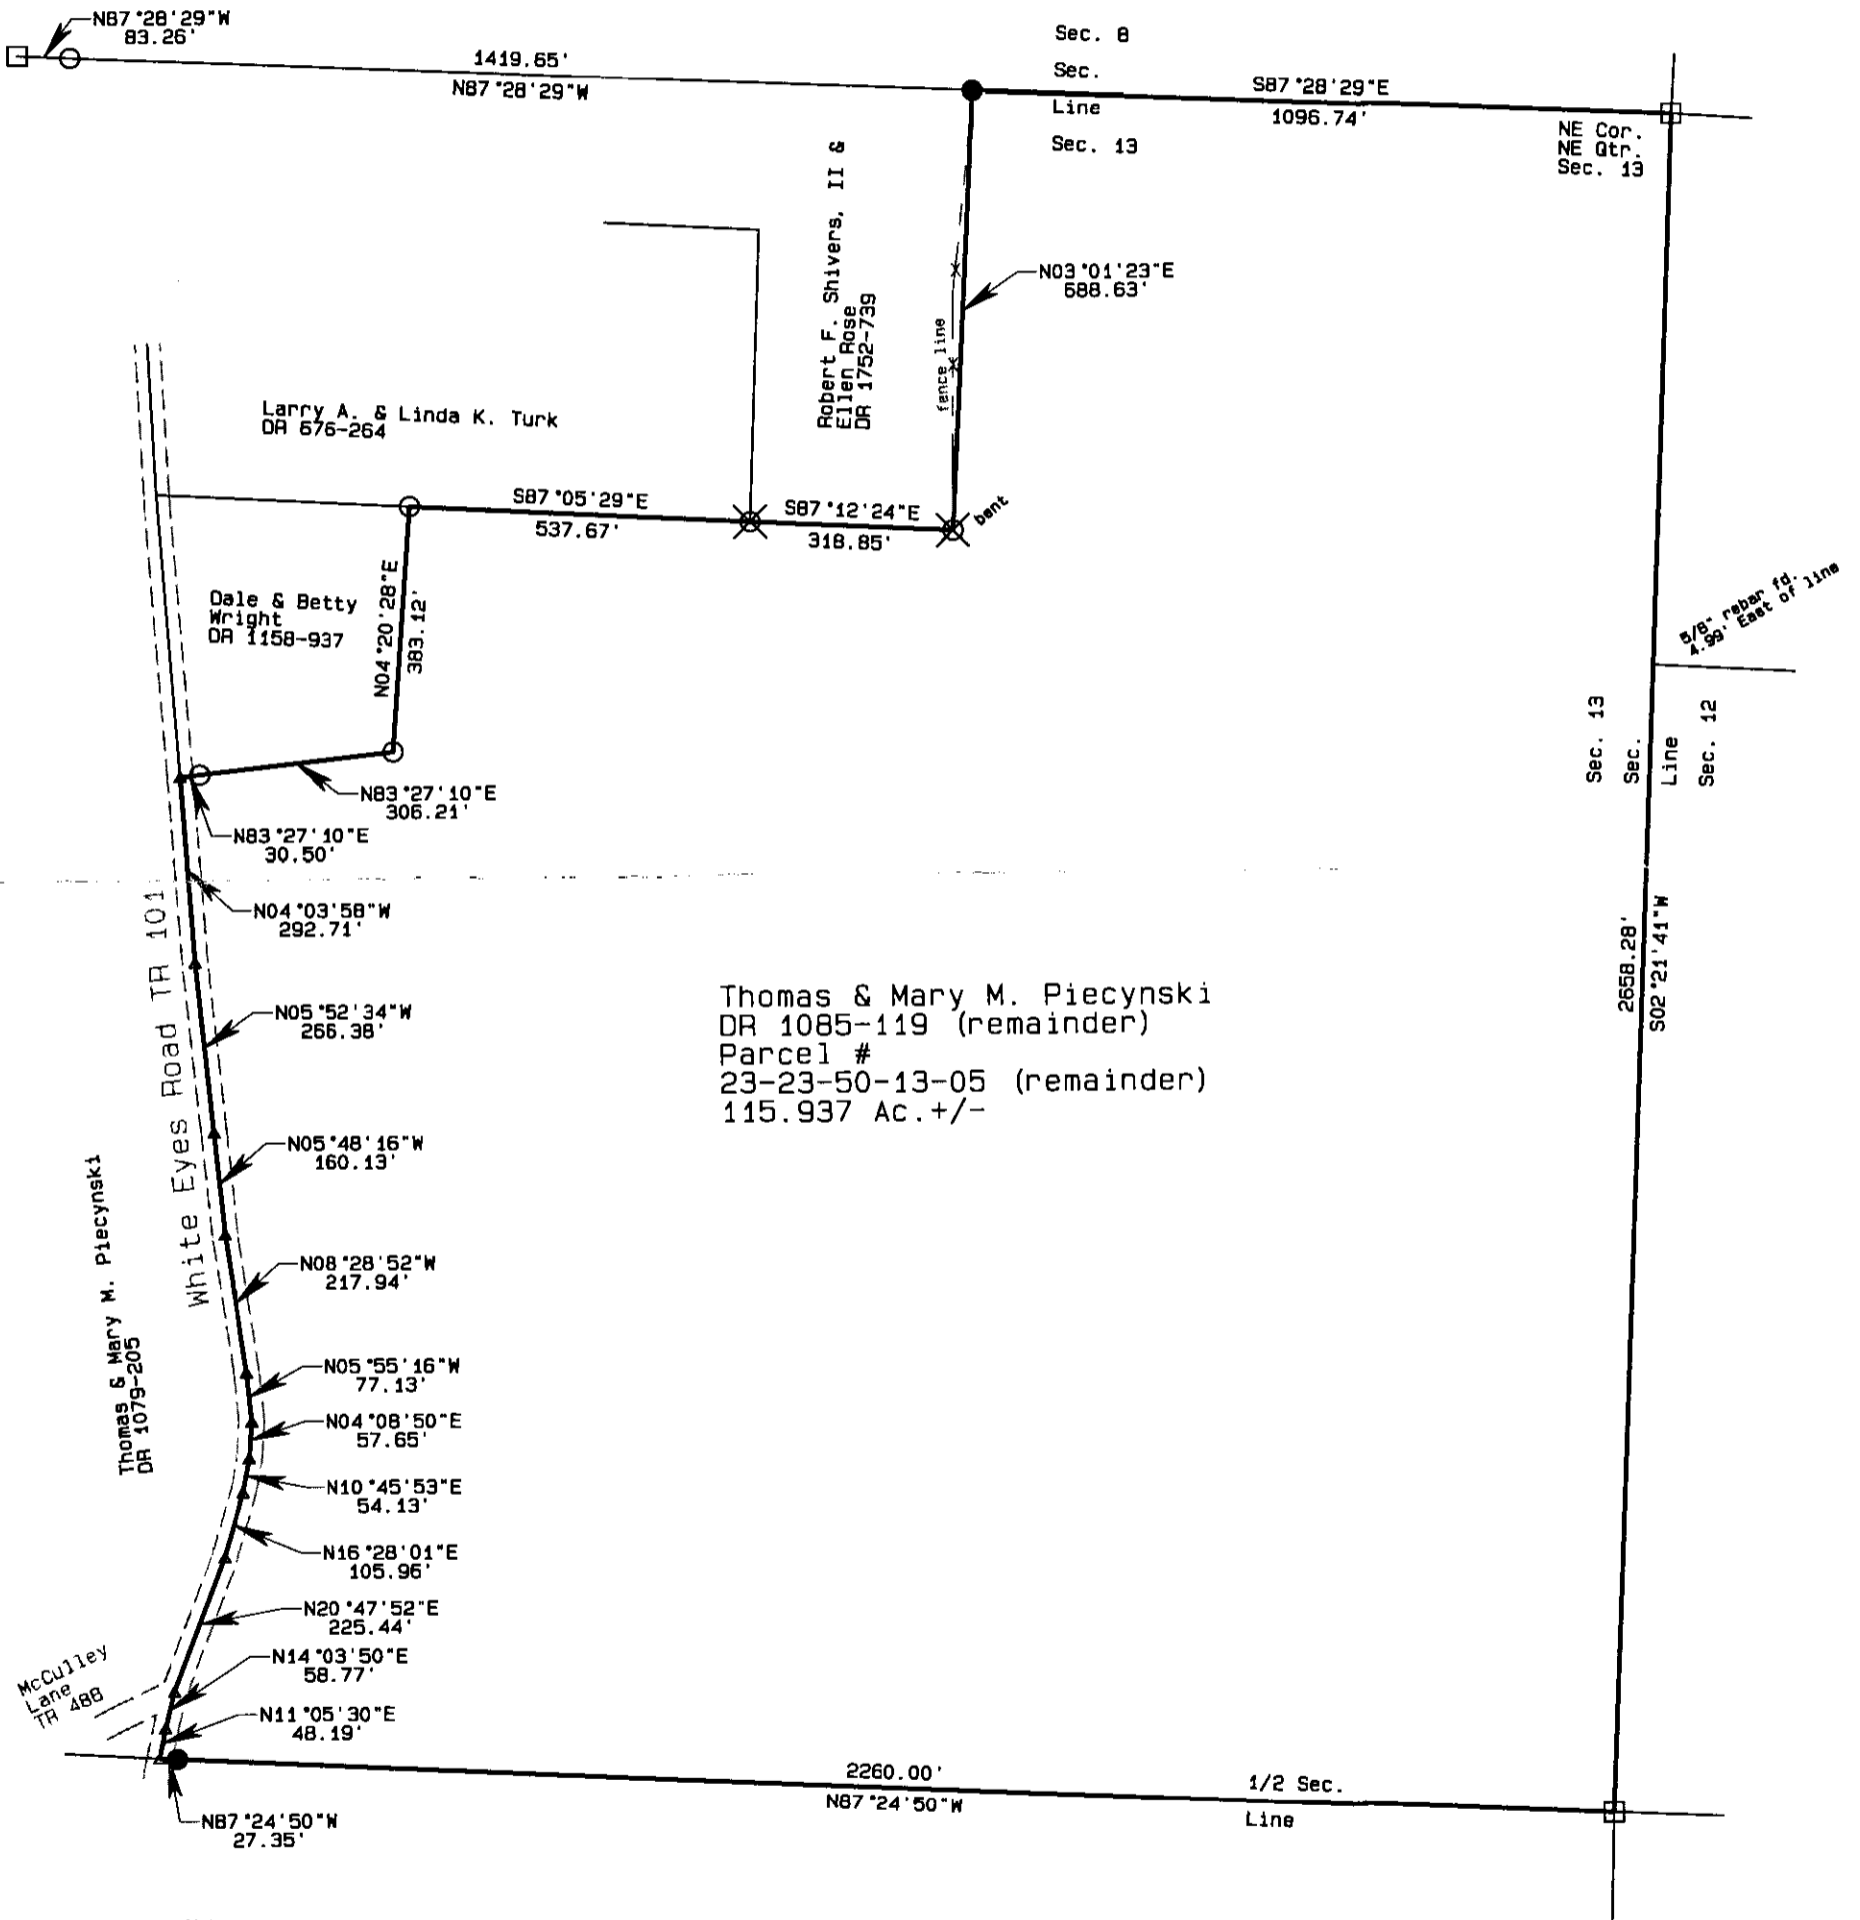 N87°28'29"W
83.26'
1419.65'
N87°28'29"W
Sec. 8
Sec.
Line
Sec. 13
S87°28'29"E
1096.74'
NE Cor.
NE Qtr.
Sec. 13
Robert F. Shivers, II &
Ellen Rose
DR 1752-739
fence line
N03°01'23"E
688.63'
Larry A. & Linda K. Turk
DR 676-264
S87°05'29"E
537.67'
S87°12'24"E
318.85'
bent
Dale & Betty
Wright
DR 1158-937
N04°20'28"E
383.12'
5/8" rebar fd.
4.99' East of line
Sec. 13
Sec.
Line
Sec. 12
N83°27'10"E
306.21'
N83°27'10"E
30.50'
N04°03'58"W
292.71'
White Eyes Road TR 101
N05°52'34"W
266.38'
Thomas & Mary M. Piecynski
DR 1085-119 (remainder)
Parcel #
23-23-50-13-05 (remainder)
115.937 Ac.+/-
2658.28'
S02°21'41"W
N05°48'16"W
160.13'
Thomas & Mary M. Piecynski
DR 1079-205
N08°28'52"W
217.94'
N05°55'16"W
77.13'
N04°08'50"E
57.65'
N10°45'53"E
54.13'
N16°28'01"E
105.96'
N20°47'52"E
225.44'
N14°03'50"E
58.77'
McCulley
Lane
TR 488
N11°05'30"E
48.19'
2260.00'
N87°24'50"W
1/2 Sec.
Line
N87°24'50"W
27.35'